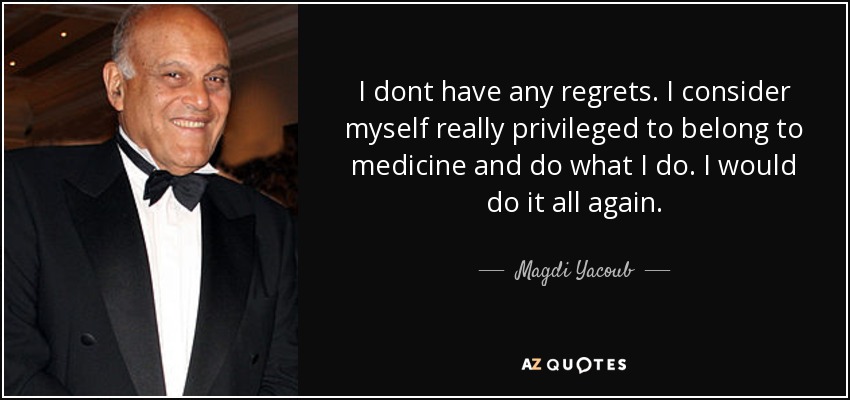 I dont have any regrets. I consider
myself really privileged to belong to
medicine and do what I do. I would
do it all again.
Magdi Yacoub
AZ QUOTES